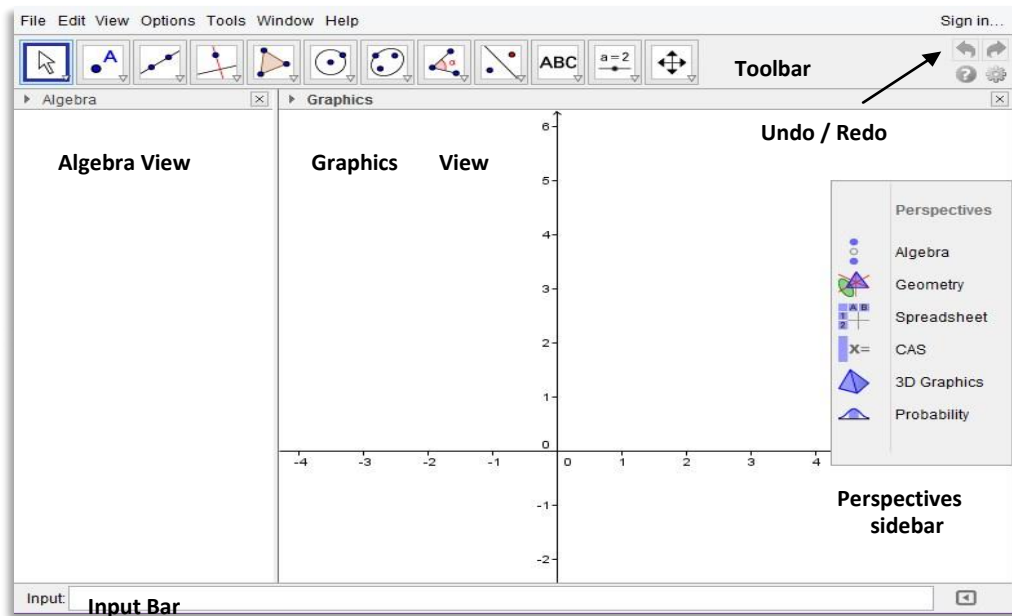 File Edit View Options Tools Window Help Sign in...
A
α
ABC
a=2
Toolbar
Algebra
Graphics
Undo / Redo
Algebra View
Graphics View
6
5
4
3
2
1
0
-4 -3 -2 -1 0 1 2 3 4
-1
-2
Perspectives
Algebra
Geometry
A B
1
2
Spreadsheet
x=
CAS
3D Graphics
Probability
Perspectives
sidebar
Input:
Input Bar